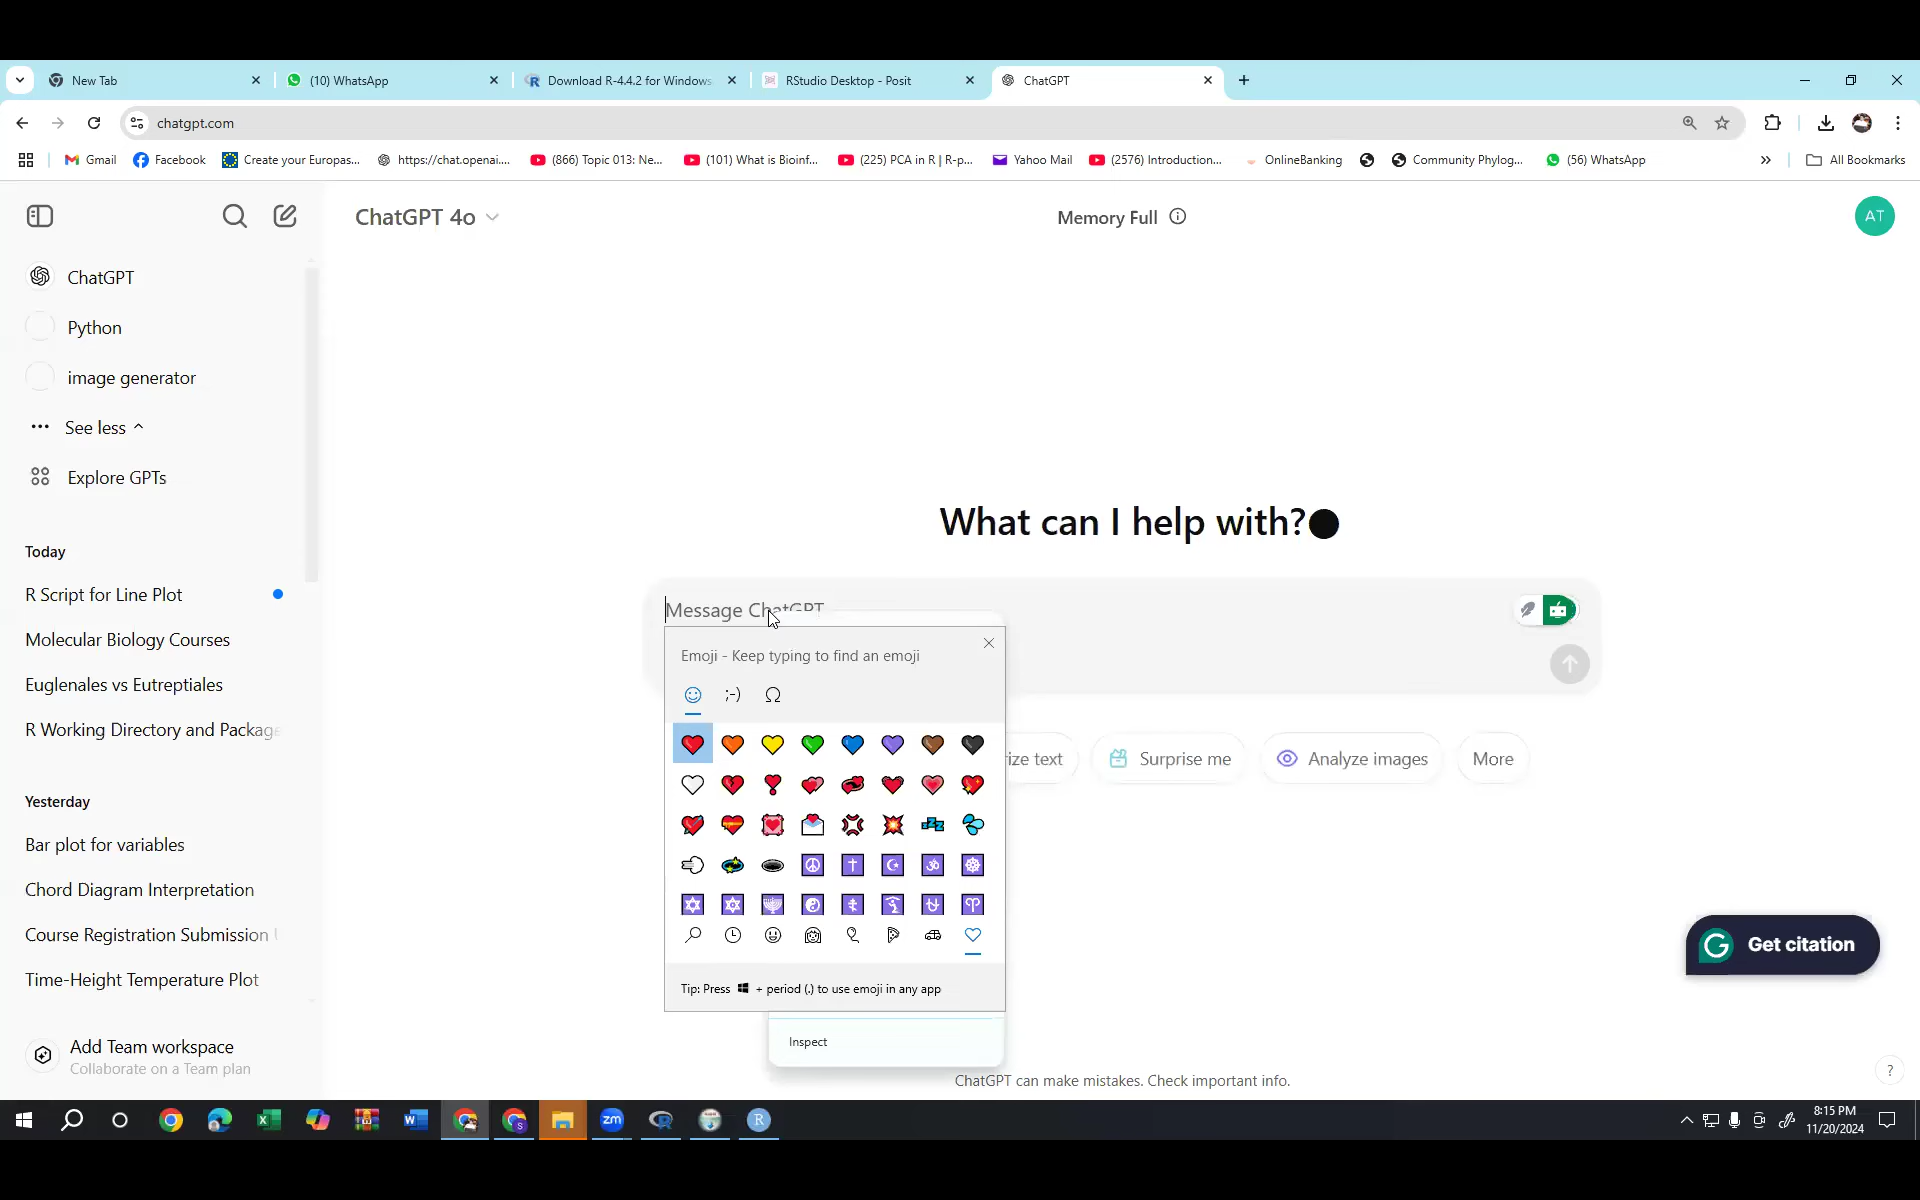 New Tab
(10) WhatsApp
Download R-4.4.2 for Windows
RStudio Desktop - Posit
ChatGPT
chatgpt.com
Gmail
Facebook
Create your Europas...
https://chat.openai....
(866) Topic 013: Ne...
(101) What is Bioinf...
(225) PCA in R | R-p...
Yahoo Mail
(2576) Introduction...
OnlineBanking
Community Phylog...
(56) WhatsApp
All Bookmarks
ChatGPT 4o
Memory Full
AT
ChatGPT
Python
image generator
See less
Explore GPTs
Today
R Script for Line Plot
Molecular Biology Courses
Euglenales vs Eutreptiales
R Working Directory and Package
Yesterday
Bar plot for variables
Chord Diagram Interpretation
Course Registration Submission
Time-Height Temperature Plot
Add Team workspace
Collaborate on a Team plan
What can I help with?
Message ChatGPT
Emoji - Keep typing to find an emoji
;-)
Ω
Tip: Press + period (.) to use emoji in any app
Inspect
ize text
Surprise me
Analyze images
More
Get citation
ChatGPT can make mistakes. Check important info.
?
zm
8:15 PM
11/20/2024